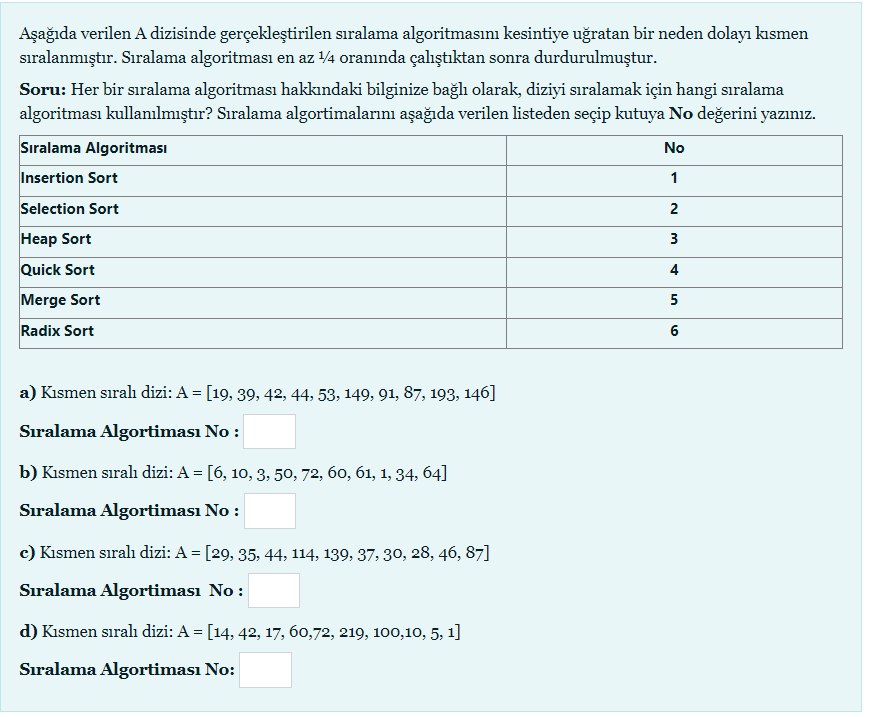 Aşağıda verilen A dizisinde gerçekleştirilen sıralama algoritmasını kesintiye uğratan bir neden dolayı kısmen
sıralanmıştır. Sıralama algoritması en az ¼ oranında çalıştıktan sonra durdurulmuştur.
Soru: Her bir sıralama algoritması hakkındaki bilginize bağlı olarak, diziyi sıralamak için hangi sıralama
algoritması kullanılmıştır? Sıralama algortimalarını aşağıda verilen listeden seçip kutuya No değerini yazınız.
Sıralama Algoritması No
Insertion Sort 1
Selection Sort 2
Heap Sort 3
Quick Sort 4
Merge Sort 5
Radix Sort 6
a) Kısmen sıralı dizi: A = [19, 39, 42, 44, 53, 149, 91, 87, 193, 146]
Sıralama Algortiması No :
b) Kısmen sıralı dizi: A = [6, 10, 3, 50, 72, 60, 61, 1, 34, 64]
Sıralama Algortiması No :
c) Kısmen sıralı dizi: A = [29, 35, 44, 114, 139, 37, 30, 28, 46, 87]
Sıralama Algortiması No :
d) Kısmen sıralı dizi: A = [14, 42, 17, 60,72, 219, 100,10, 5, 1]
Sıralama Algortiması No: